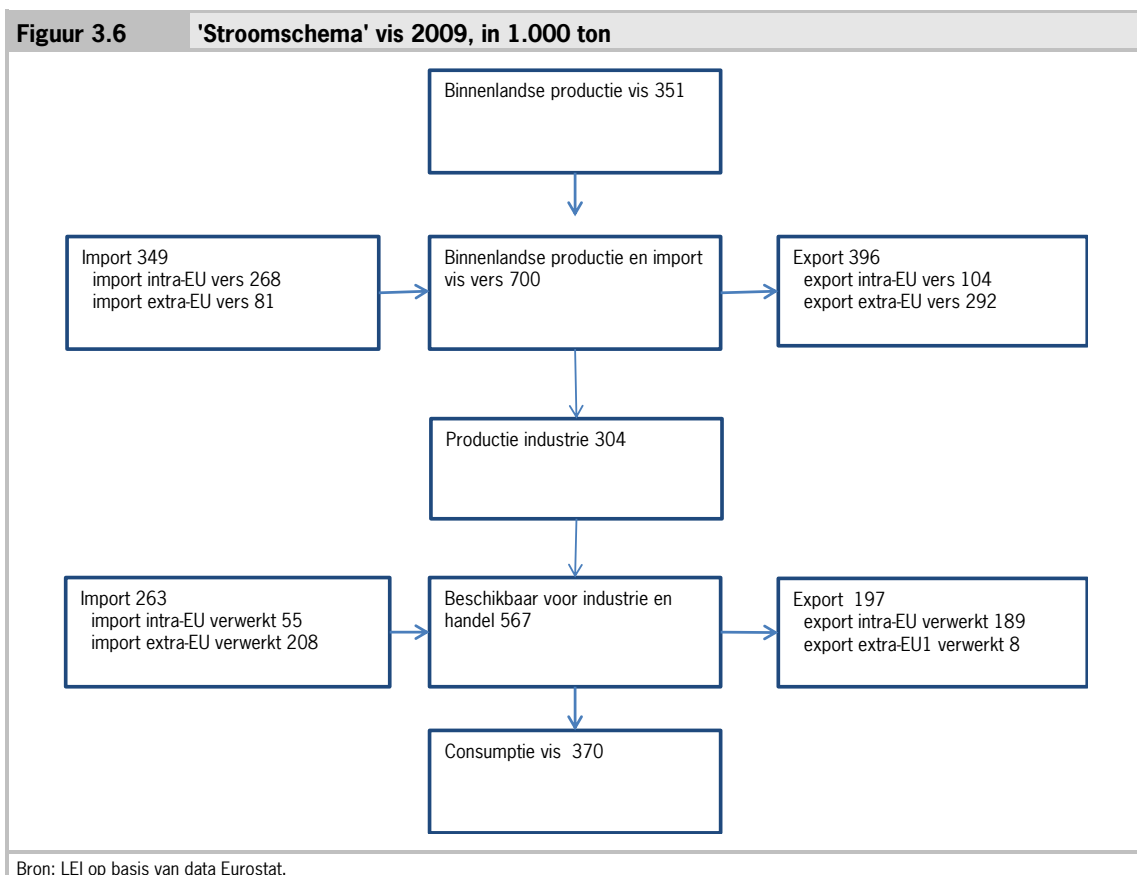 Figuur 3.6 'Stroomschema' vis 2009, in 1.000 ton
Binnenlandse productie vis 351
Import 349
import intra-EU vers 268
import extra-EU vers 81
Binnenlandse productie en import
vis vers 700
Export 396
export intra-EU vers 104
export extra-EU vers 292
Productie industrie 304
Import 263
import intra-EU verwerkt 55
import extra-EU verwerkt 208
Beschikbaar voor industrie en
handel 567
Export 197
export intra-EU verwerkt 189
export extra-EU1 verwerkt 8
Consumptie vis 370
Bron: LEI op basis van data Eurostat.